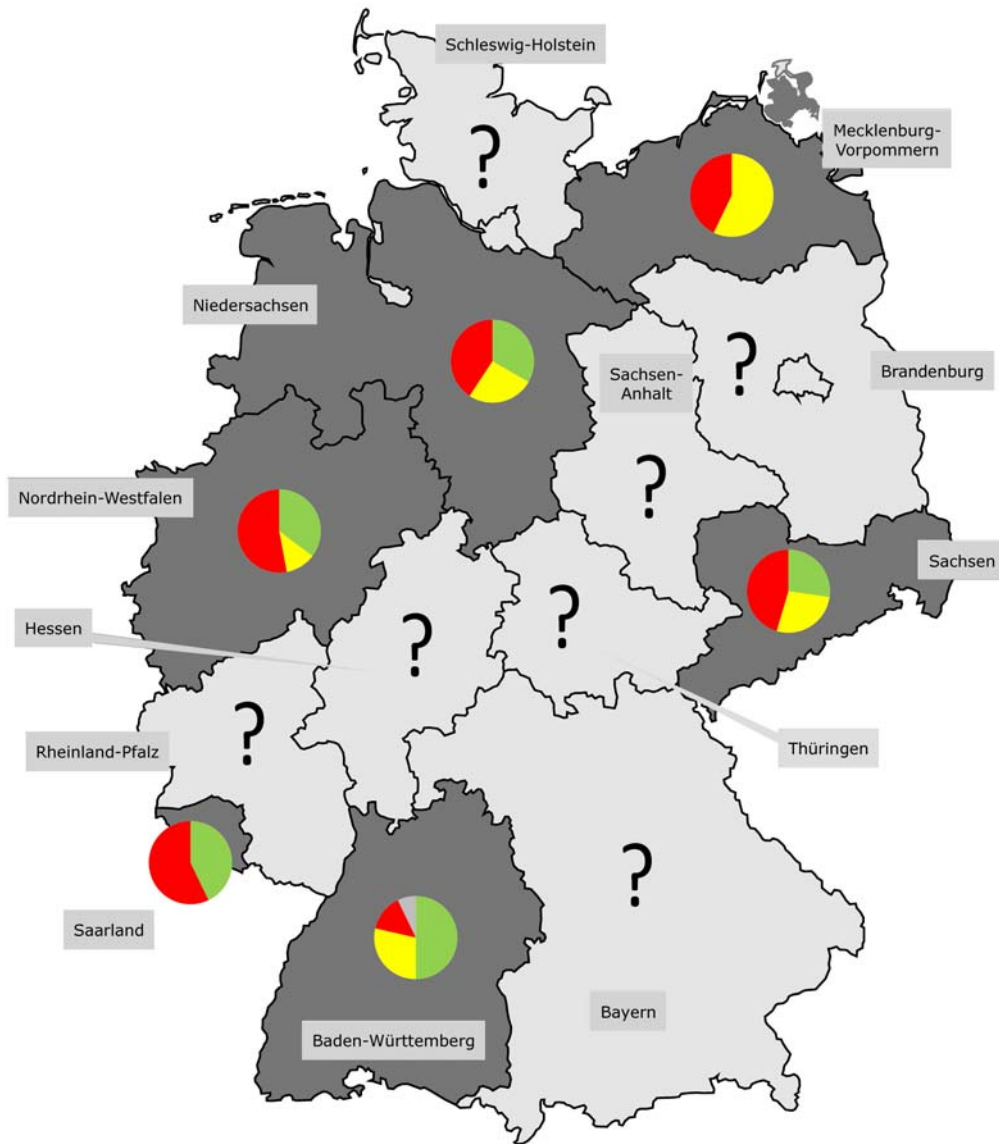 Schleswig-Holstein
?
Mecklenburg-
Vorpommern
Niedersachsen
?
Brandenburg
Sachsen-
Anhalt
?
Nordrhein-Westfalen
Sachsen
Hessen
?
?
Rheinland-Pfalz
?
Thüringen
?
Saarland
Bayern
Baden-Württemberg